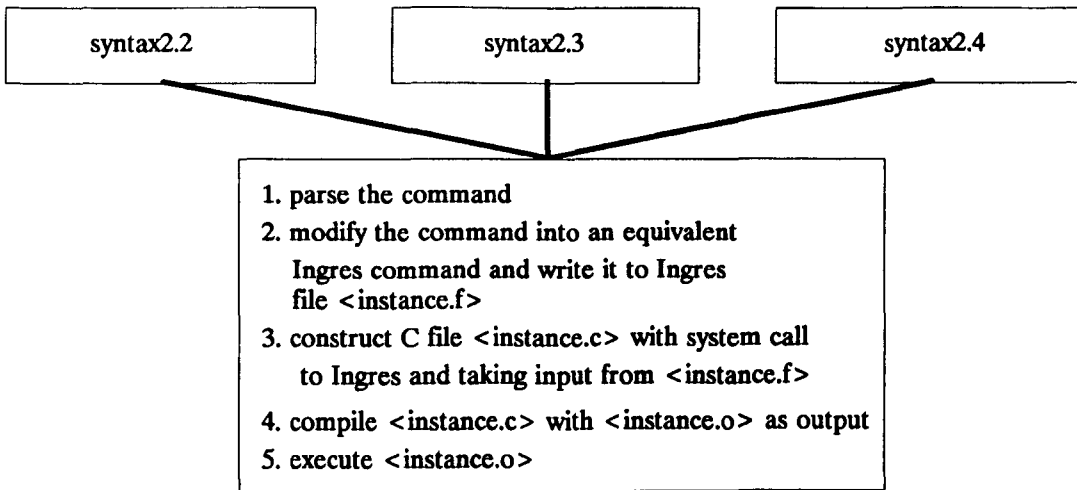 syntax2.2
syntax2.3
syntax2.4
1. parse the command
2. modify the command into an equivalent
Ingres command and write it to Ingres
file <instance.f>
3. construct C file <instance.c> with system call
to Ingres and taking input from <instance.f>
4. compile <instance.c> with <instance.o> as output
5. execute <instance.o>